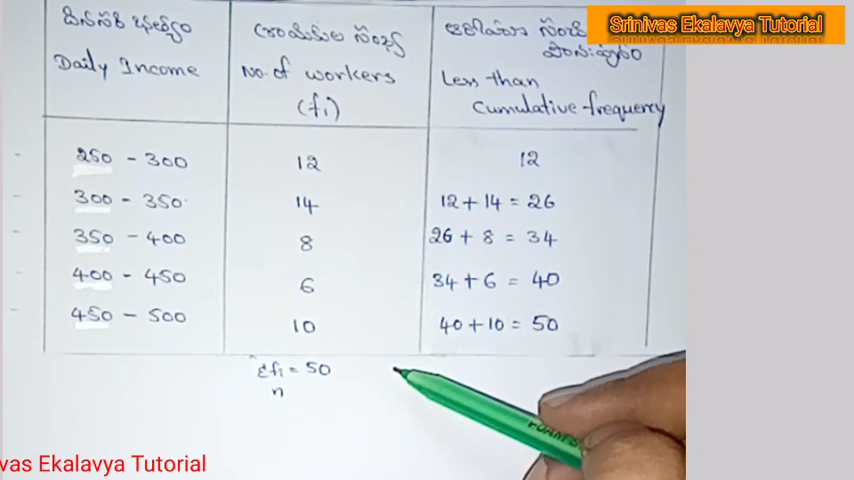 Srinivas Ekalavya Tutorial
దినసరి భత్యం
Daily Income
సంఖ్య
No. of workers
(fi)
Less than
Cumulative frequency
250 - 300
12
12
300 - 350
14
12 + 14 = 26
350 - 400
8
26 + 8 = 34
400 - 450
6
34 + 6 = 40
450 - 500
10
40 + 10 = 50
Σfi = 50
n
vas Ekalavya Tutorial